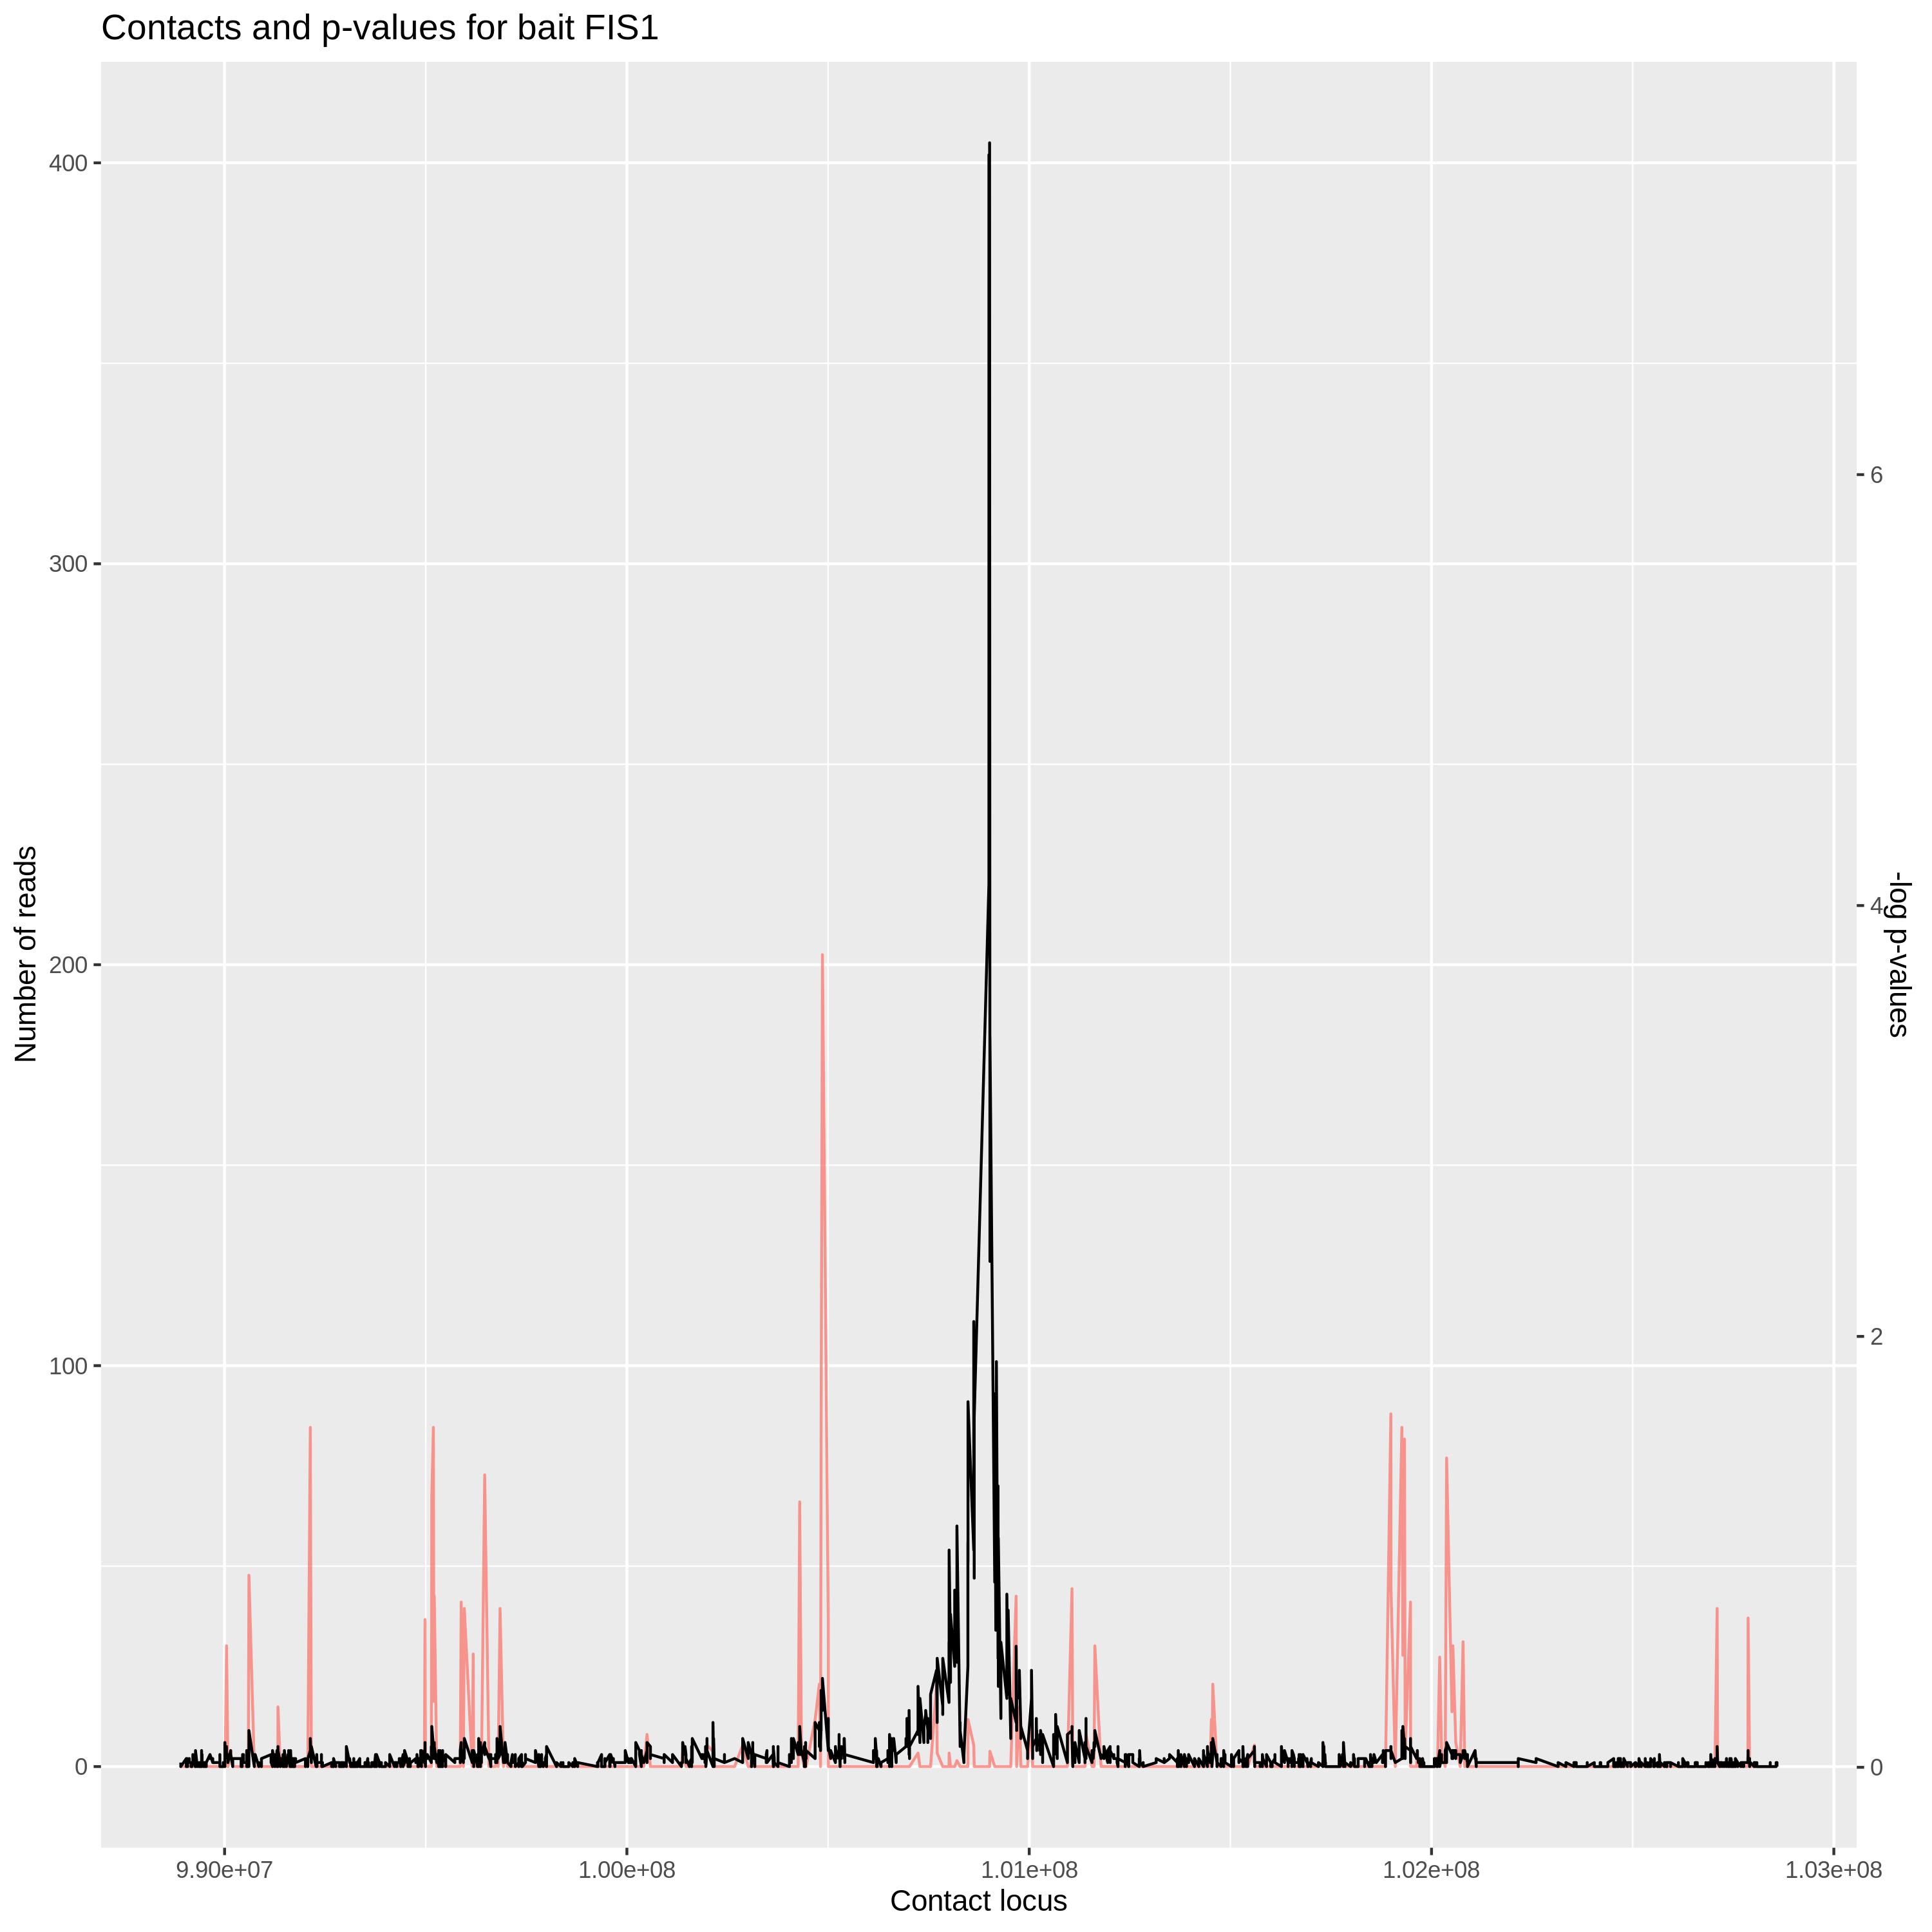 Contacts and p-values for bait FIS1
400
300
200
100
0
Number of reads
6
4
2
0
-log p-values
9.90e+07
1.00e+08
1.01e+08
1.02e+08
1.03e+08
Contact locus